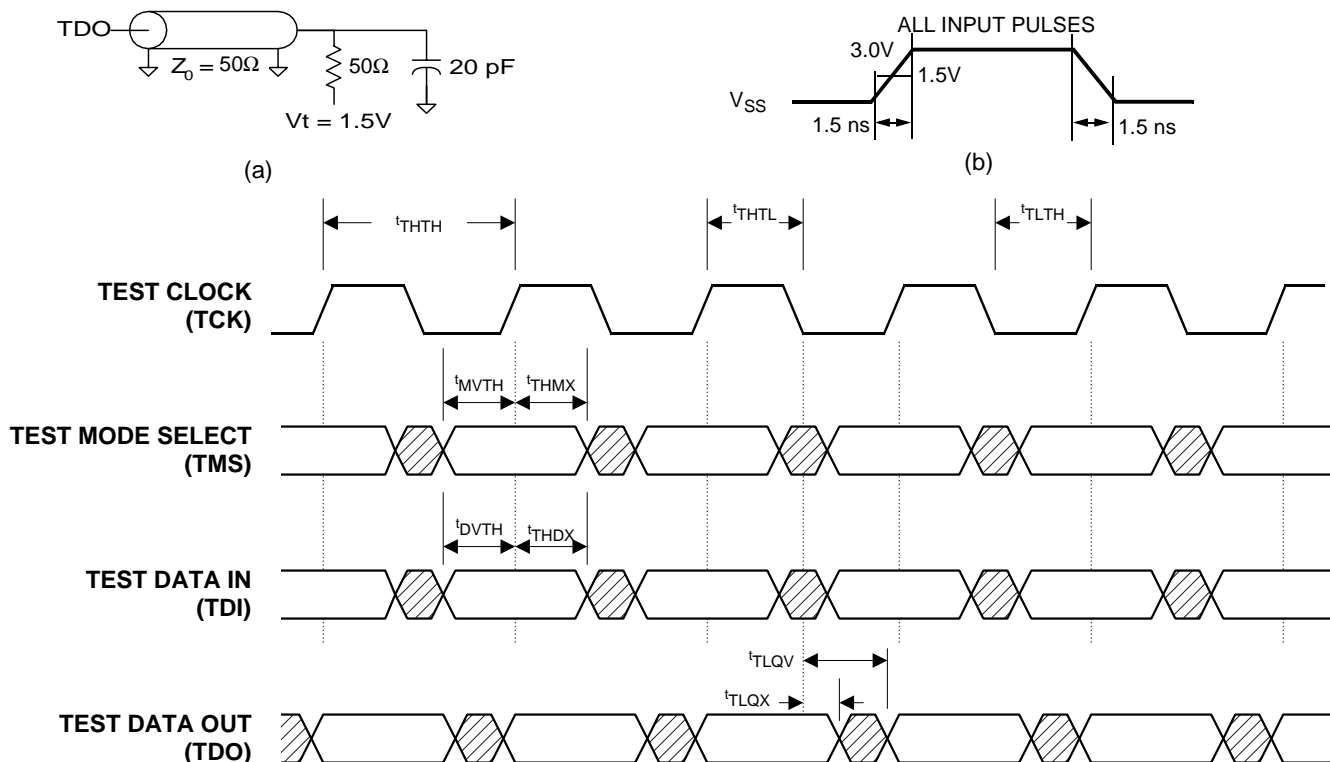 TDO
Z0 = 50Ω
50Ω
20 pF
Vt = 1.5V
(a)
ALL INPUT PULSES
3.0V
1.5V
VSS
1.5 ns
1.5 ns
(b)
tTHTH
tTHTL
tTLTH
TEST CLOCK
(TCK)
tMVTH
tTHMX
TEST MODE SELECT
(TMS)
tDVTH
tTHDX
TEST DATA IN
(TDI)
tTLQV
tTLQX
TEST DATA OUT
(TDO)